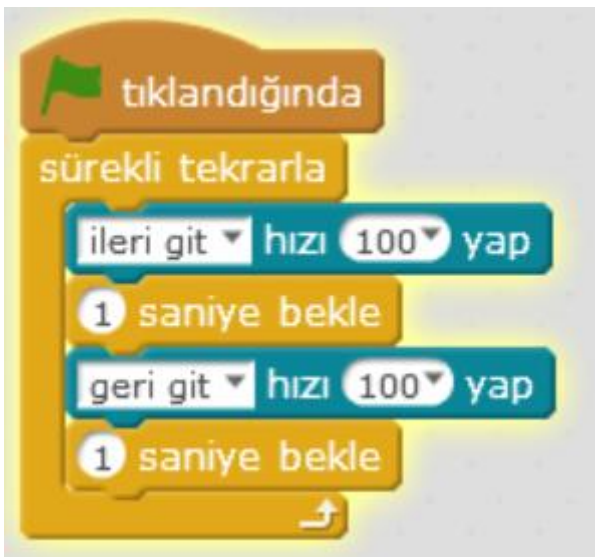 tıklandığında
sürekli tekrarla
ileri git hızı 100 yap
1 saniye bekle
geri git hızı 100 yap
1 saniye bekle